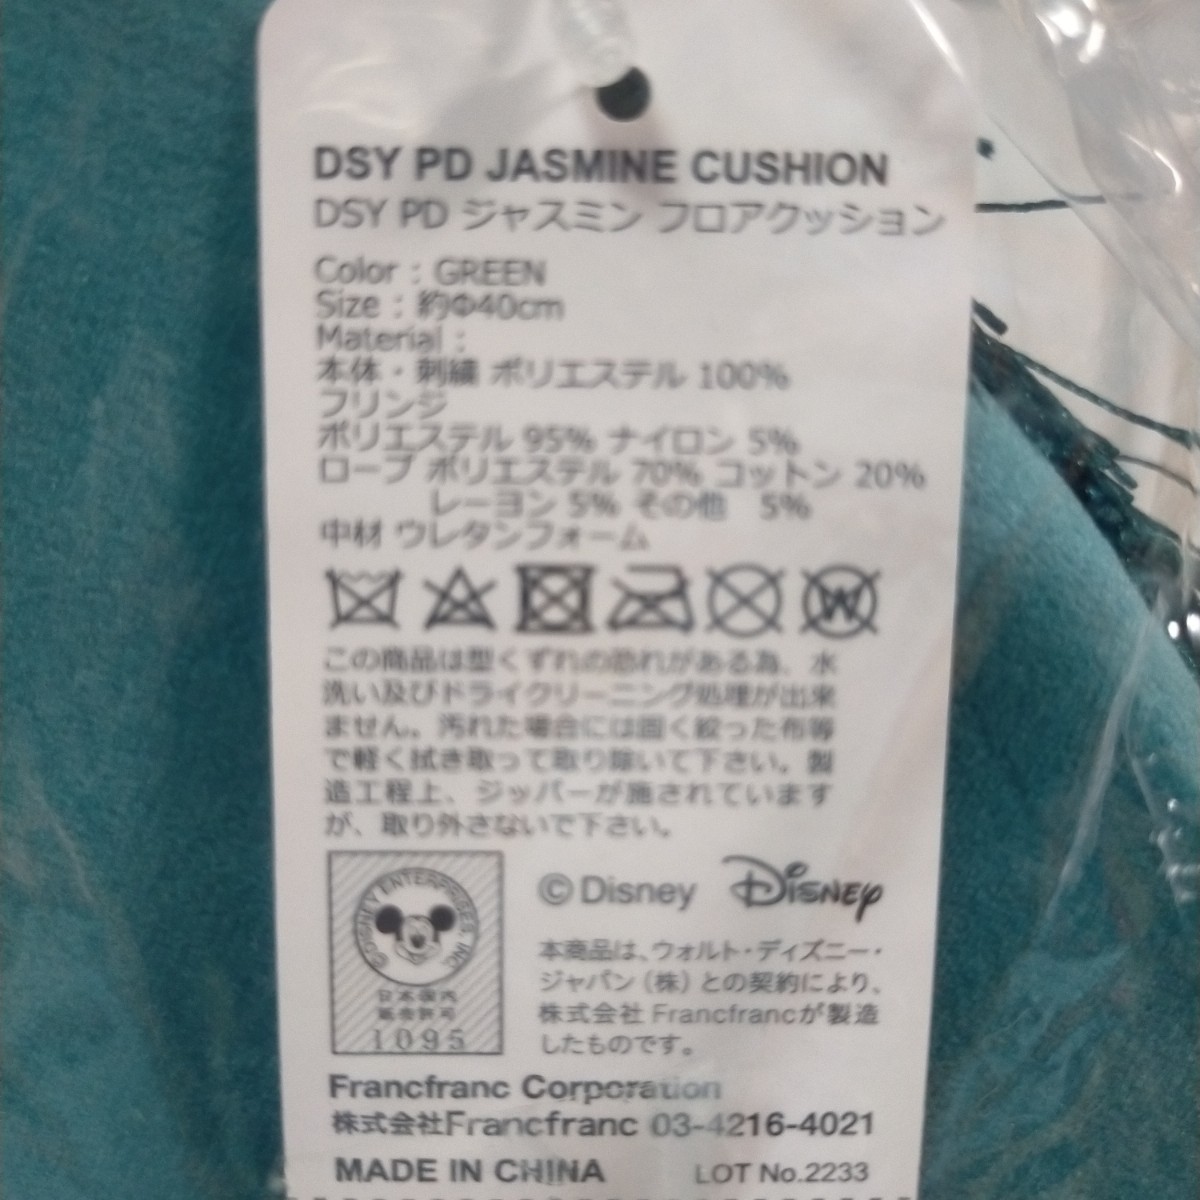 DSY PD JASMINE CUSHION
DSY PD ジャスミン フロアクッション
Color : GREEN
Size : 約Φ40cm
Material :
本体・刺繍 ポリエステル 100%
フリンジ
ポリエステル 95% ナイロン 5%
ロープ ポリエステル 70% コットン 20%
レーヨン 5% その他 5%
中材 ウレタンフォーム
W
この商品は型くずれの恐れがある為、水
洗い及びドライクリーニング処理が出来
ません。汚れた場合には固く絞った布等
で軽く拭き取って取り除いて下さい。製
造工程上、ジッパーが施されています
が、取り外さないで下さい。
©DISNEY ENTERPRISES, INC.
日本国内
販売許可
1095
©Disney Disney
本商品は、ウォルト・ディズニー・
ジャパン(株)との契約により、
株式会社 Francfrancが製造
したものです。
Francfranc Corporation
株式会社Francfranc 03-4216-4021
MADE IN CHINA LOT No.2233